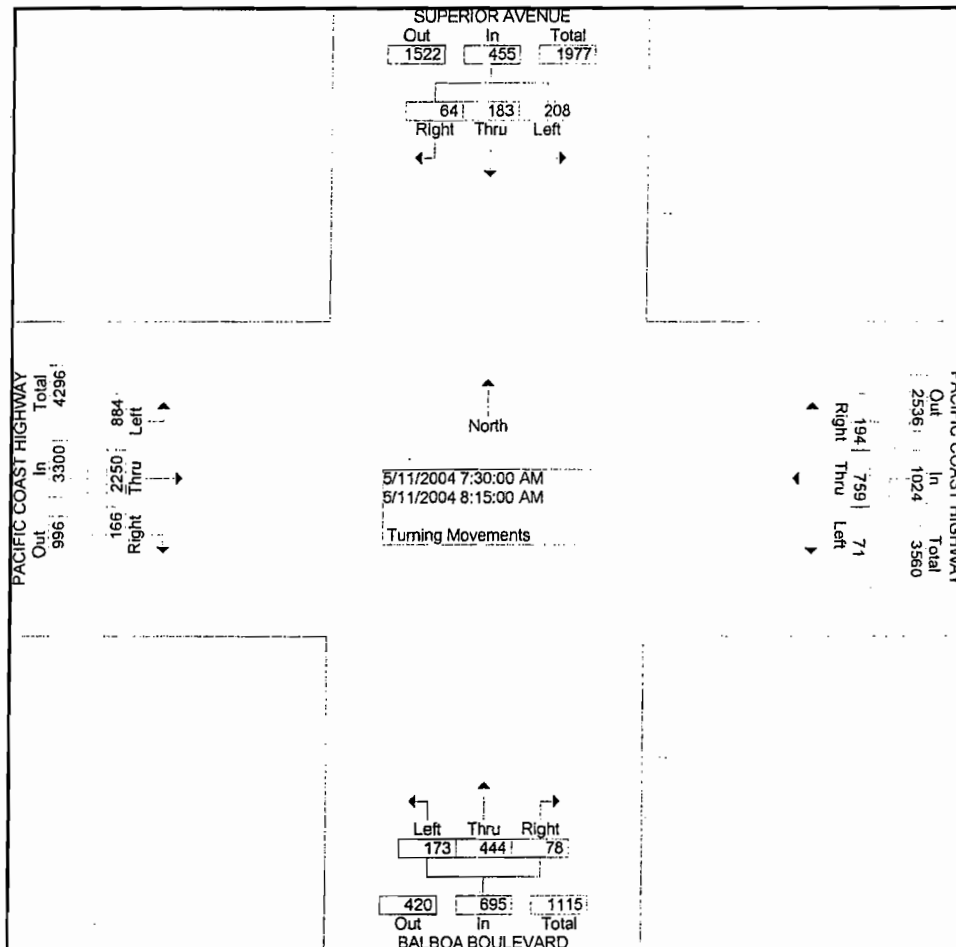 SUPERIOR AVENUE
Out In Total
1522 455 1977
64 183 208
Right Thru Left
PACIFIC COAST HIGHWAY
Total In Out
4296 3300 996
884 2250 166
Left Thru Right
North
5/11/2004 7:30:00 AM
5/11/2004 8:15:00 AM
Turning Movements
Right Thru Left
194 759 71
Out In Total
2536 1024 3560
PACIFIC COAST HIGHWAY
Left Thru Right
173 444 78
420 695 1115
Out In Total
BALBOA BOULEVARD